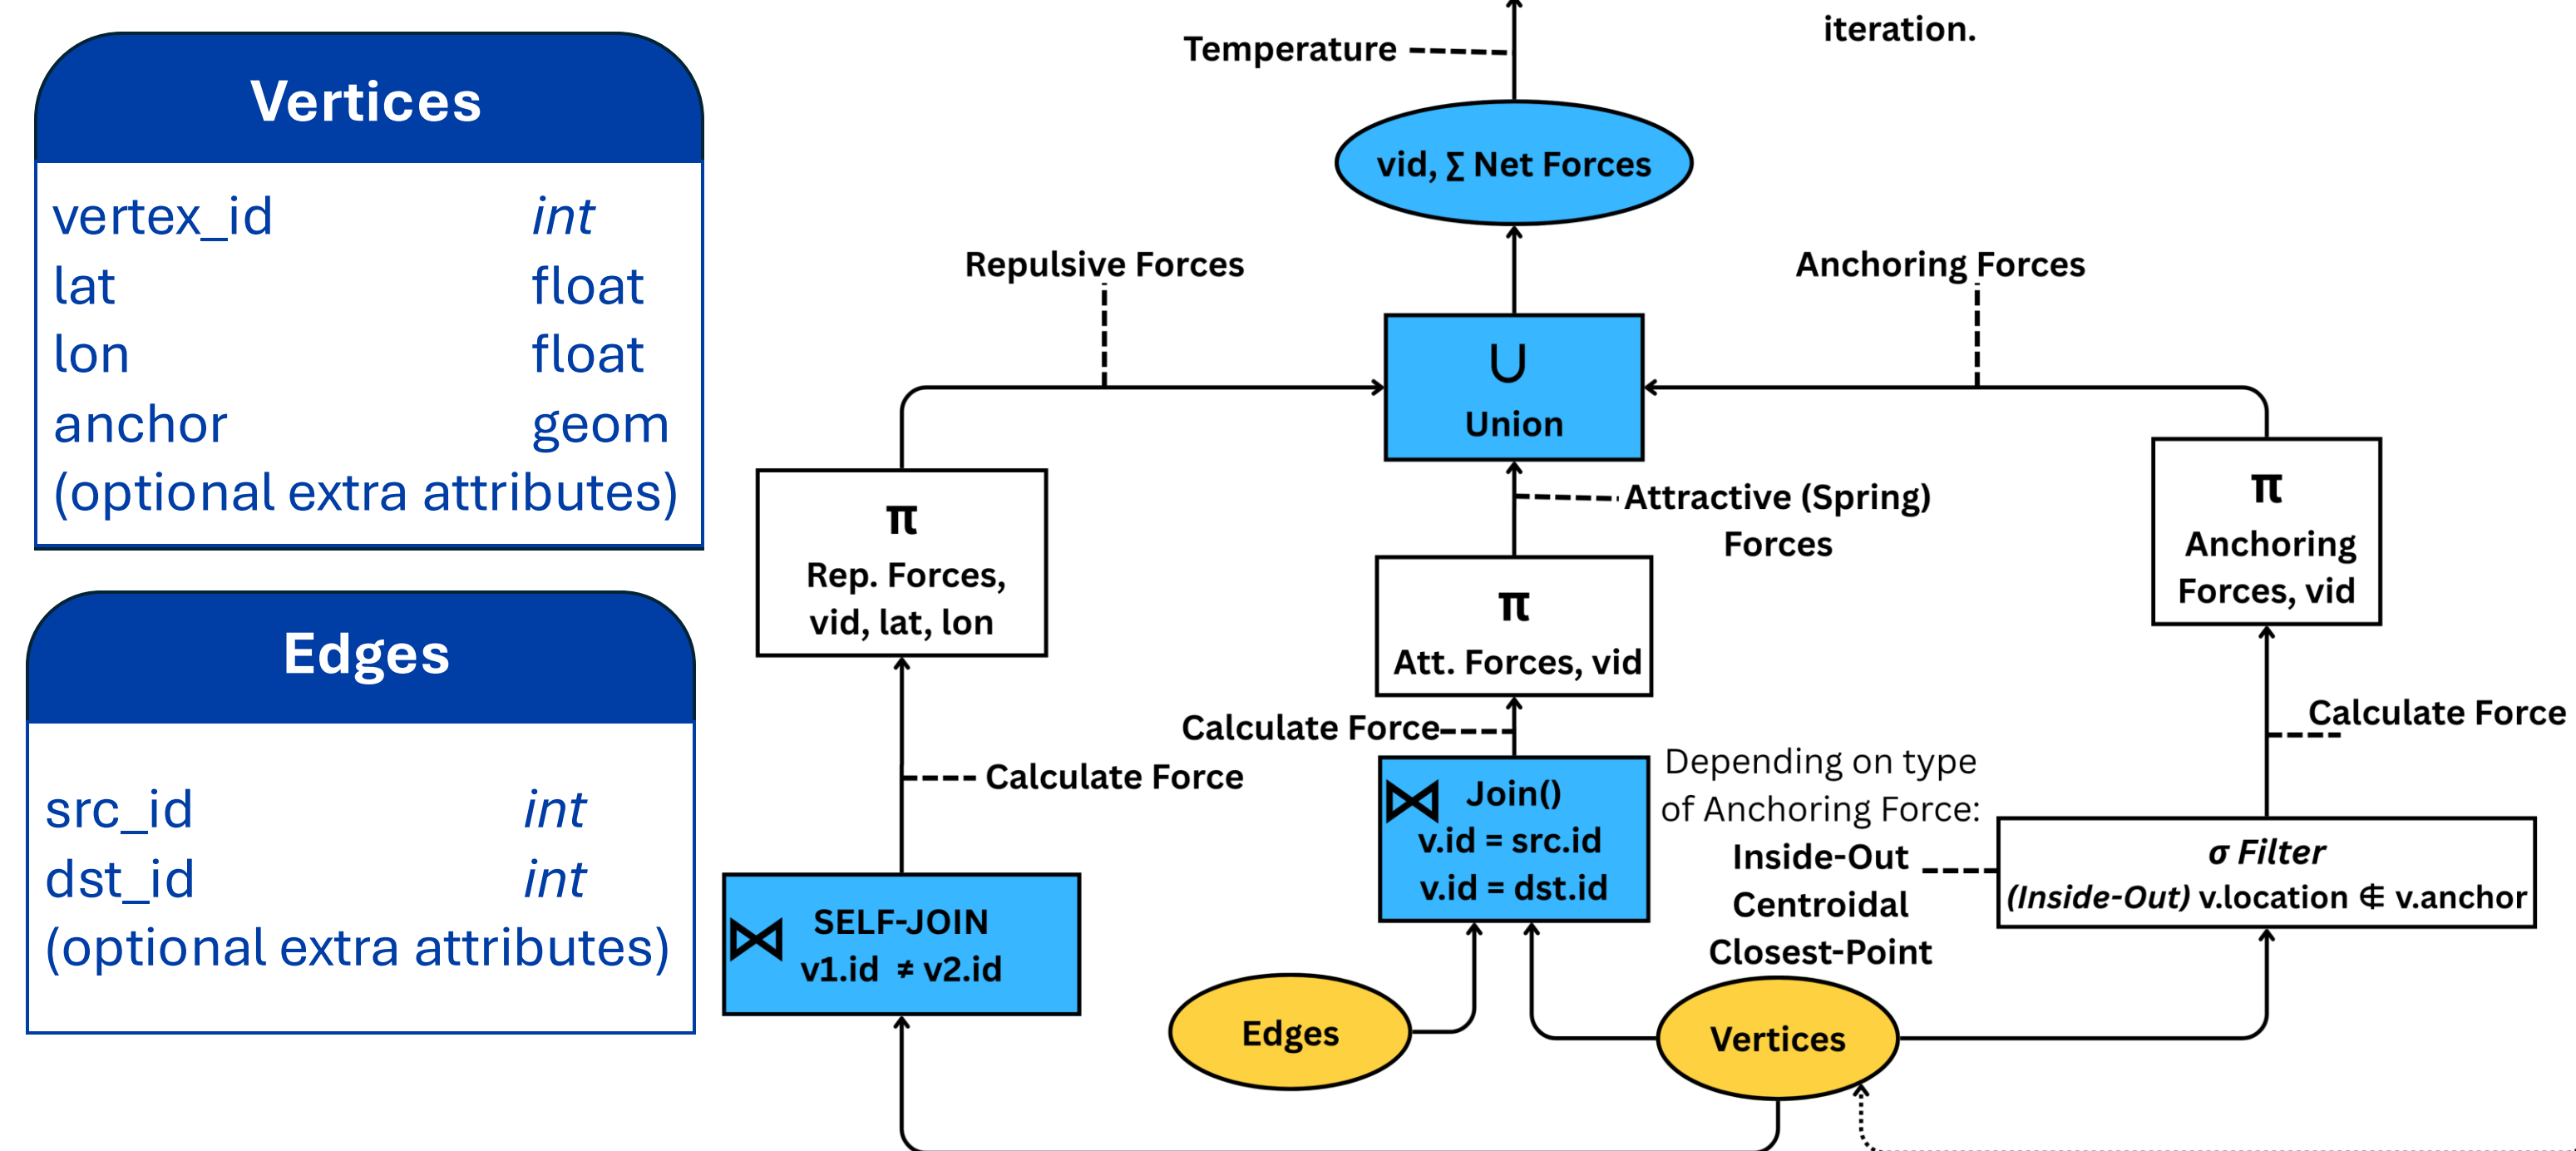 Vertices
vertex_id int
lat float
lon float
anchor geom
(optional extra attributes)
Edges
src_id int
dst_id int
(optional extra attributes)
iteration.
Temperature
vid, ∑ Net Forces
Repulsive Forces
Anchoring Forces
∪
Union
Attractive (Spring)
Forces
π
Rep. Forces,
vid, lat, lon
π
Att. Forces, vid
π
Anchoring
Forces, vid
Calculate Force
Calculate Force
Calculate Force
⋈ SELF-JOIN
v1.id ≠ v2.id
⋈ Join()
v.id = src.id
v.id = dst.id
Depending on type
of Anchoring Force:
Inside-Out
Centroidal
Closest-Point
σ Filter
(Inside-Out) v.location ∉ v.anchor
Edges
Vertices